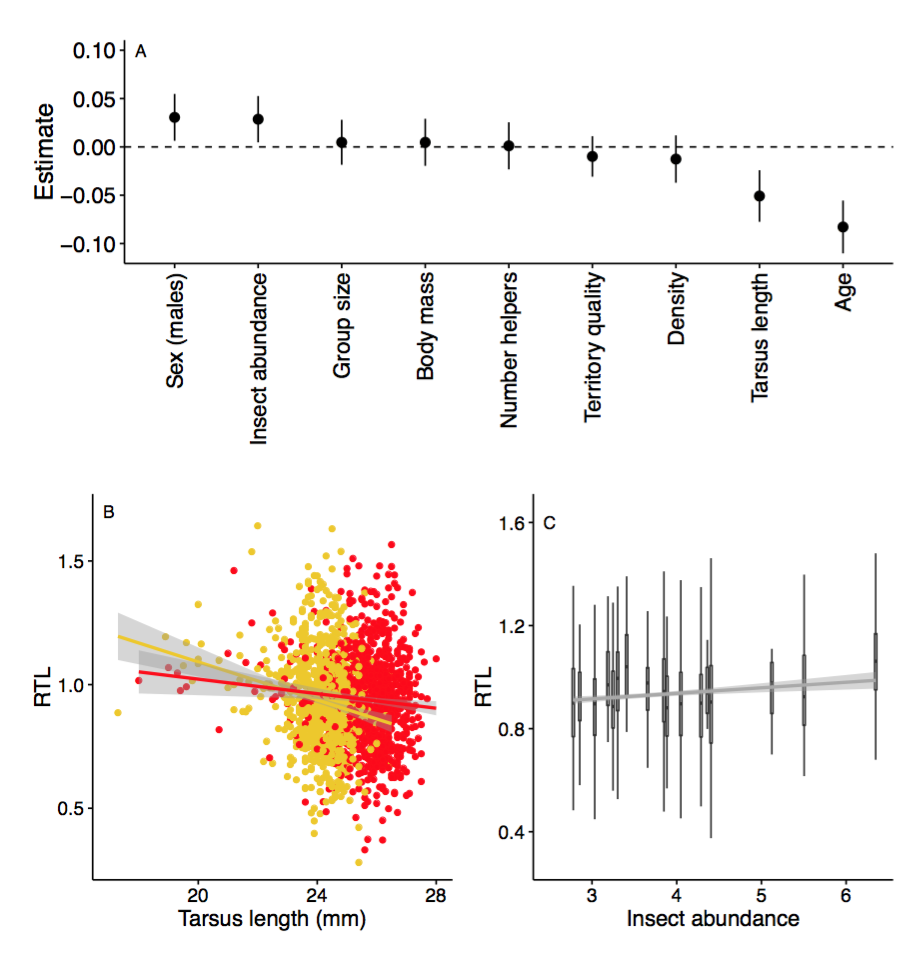 A
0.10
0.05
0.00
−0.05
−0.10
Estimate
Sex (males)
Insect abundance
Group size
Body mass
Number helpers
Territory quality
Density
Tarsus length
Age
B
1.5
1.0
0.5
RTL
20 24 28
Tarsus length (mm)
C
1.6
1.2
0.8
0.4
RTL
3 4 5 6
Insect abundance